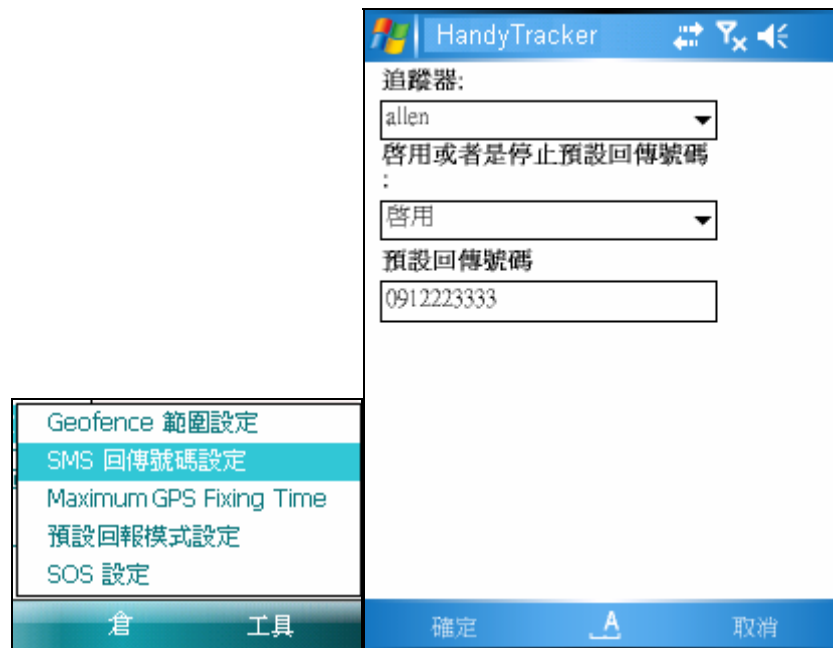 Geofence 範圍設定
SMS 回傳號碼設定
Maximum GPS Fixing Time
預設回報模式設定
SOS 設定
倉 工具
HandyTracker
追蹤器:
allen
啓用或者是停止預設回傳號碼
:
啓用
預設回傳號碼
0912223333
確定 A 取消